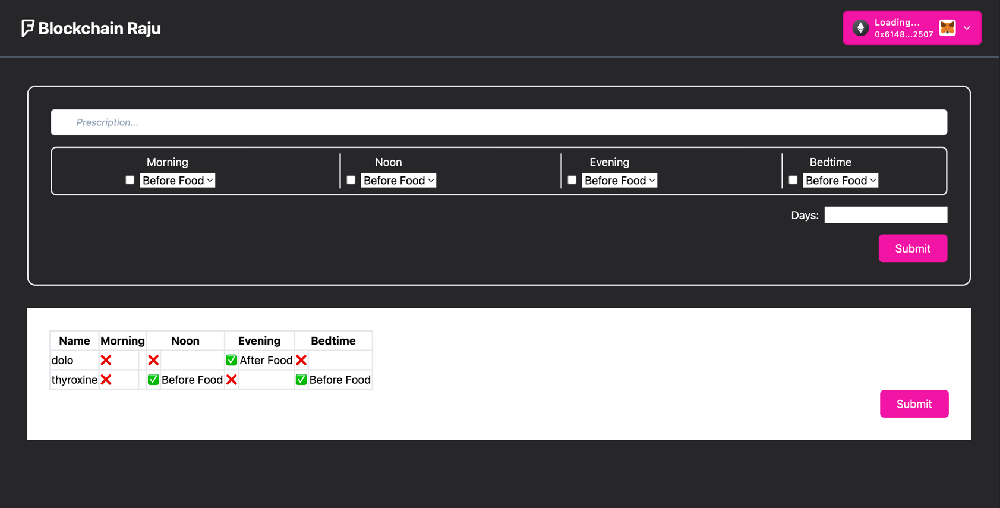 Blockchain Raju
Loading...
0x6148...2507
Prescription...
Morning Noon Evening Bedtime
Before Food Before Food Before Food Before Food
Days:
Submit
Name Morning Noon Evening Bedtime
dolo ❌ ❌ ✅ After Food ❌
thyroxine ❌ ✅ Before Food ❌ ✅ Before Food
Submit